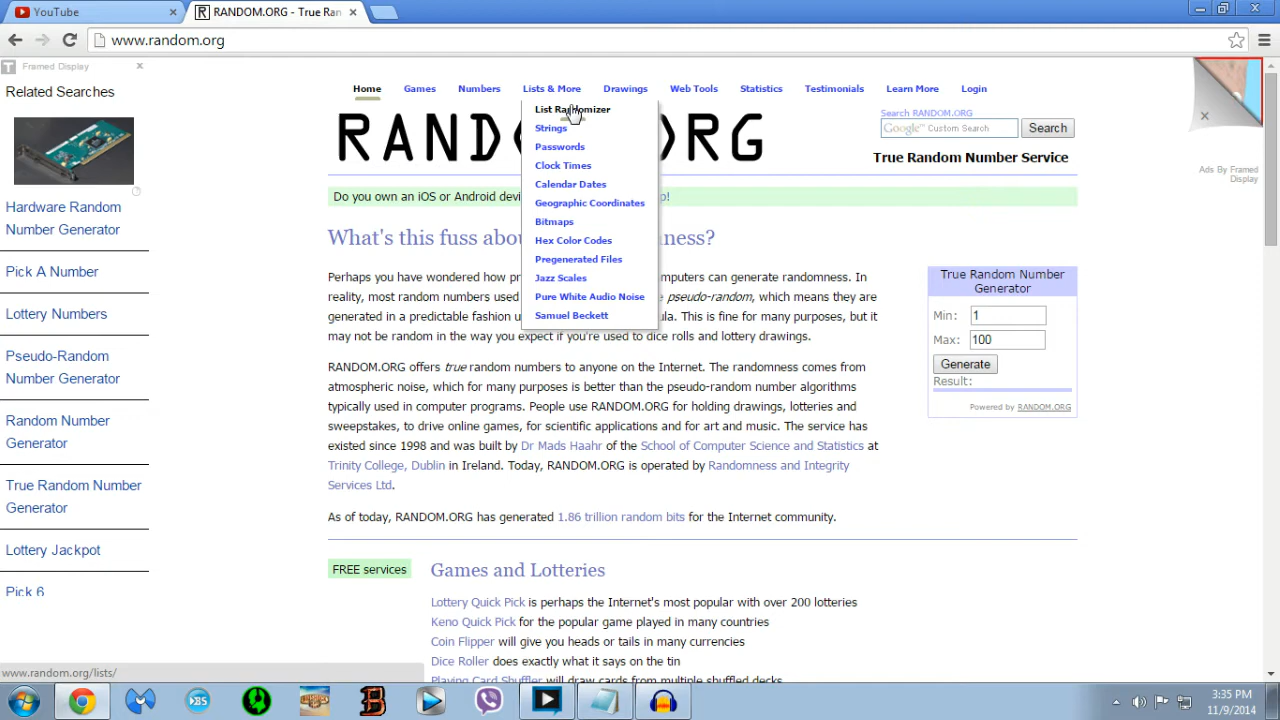 YouTube
RANDOM.ORG - True Ran
www.random.org
Framed Display
Related Searches
Hardware Random
Number Generator
Pick A Number
Lottery Numbers
Pseudo-Random
Number Generator
Random Number
Generator
True Random Number
Generator
Lottery Jackpot
Pick 6
Home Games Numbers Lists & More Drawings Web Tools Statistics Testimonials Learn More Login
List Randomizer
Strings
Passwords
Clock Times
Calendar Dates
Geographic Coordinates
Bitmaps
Hex Color Codes
Pregenerated Files
Jazz Scales
Pure White Audio Noise
Samuel Beckett
RAND RG
Search RANDOM.ORG
Google™ Custom Search Search
True Random Number Service
Ads By Framed
Display
Do you own an iOS or Android devi p!
What's this fuss abou ness?
Perhaps you have wondered how pr mputers can generate randomness. In
reality, most random numbers used pseudo-random, which means they are
generated in a predictable fashion u ula. This is fine for many purposes, but it
may not be random in the way you expect if you're used to dice rolls and lottery drawings.
RANDOM.ORG offers true random numbers to anyone on the Internet. The randomness comes from
atmospheric noise, which for many purposes is better than the pseudo-random number algorithms
typically used in computer programs. People use RANDOM.ORG for holding drawings, lotteries and
sweepstakes, to drive online games, for scientific applications and for art and music. The service has
existed since 1998 and was built by Dr Mads Haahr of the School of Computer Science and Statistics at
Trinity College, Dublin in Ireland. Today, RANDOM.ORG is operated by Randomness and Integrity
Services Ltd.
As of today, RANDOM.ORG has generated 1.86 trillion random bits for the Internet community.
True Random Number
Generator
Min: 1
Max: 100
Generate
Result:
Powered by RANDOM.ORG
FREE services
Games and Lotteries
Lottery Quick Pick is perhaps the Internet's most popular with over 200 lotteries
Keno Quick Pick for the popular game played in many countries
Coin Flipper will give you heads or tails in many currencies
Dice Roller does exactly what it says on the tin
Playing Card Shuffler will draw cards from multiple shuffled decks
www.random.org/lists/
3:35 PM
11/9/2014